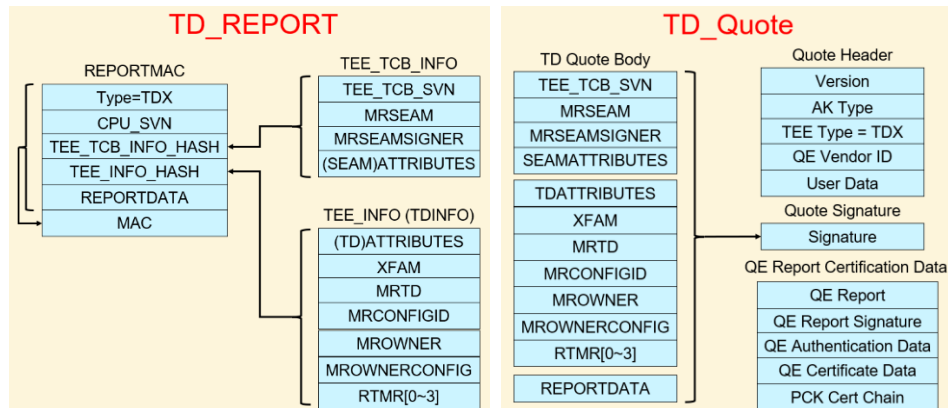 TD_REPORT
REPORTMAC
Type=TDX
CPU_SVN
TEE_TCB_INFO_HASH
TEE_INFO_HASH
REPORTDATA
MAC
TEE_TCB_INFO
TEE_TCB_SVN
MRSEAM
MRSEAMSIGNER
(SEAM)ATTRIBUTES
TEE_INFO (TDINFO)
(TD)ATTRIBUTES
XFAM
MRTD
MRCONFIGID
MROWNER
MROWNERCONFIG
RTMR[0~3]
TD_Quote
TD Quote Body
TEE_TCB_SVN
MRSEAM
MRSEAMSIGNER
SEAMATTRIBUTES
TDATTRIBUTES
XFAM
MRTD
MRCONFIGID
MROWNER
MROWNERCONFIG
RTMR[0~3]
REPORTDATA
Quote Header
Version
AK Type
TEE Type = TDX
QE Vendor ID
User Data
Quote Signature
Signature
QE Report Certification Data
QE Report
QE Report Signature
QE Authentication Data
QE Certificate Data
PCK Cert Chain